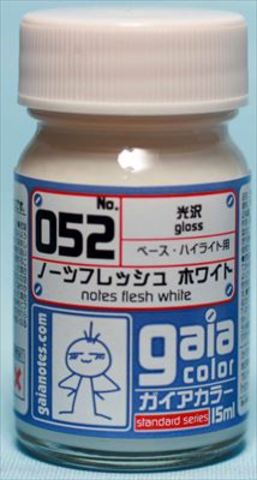 No.
052
光沢
gloss
ベース・ハイライト用
ノーツフレッシュ ホワイト
notes flesh white
gaianotes.com
gaia
color
ガイアカラー
standard series 15ml